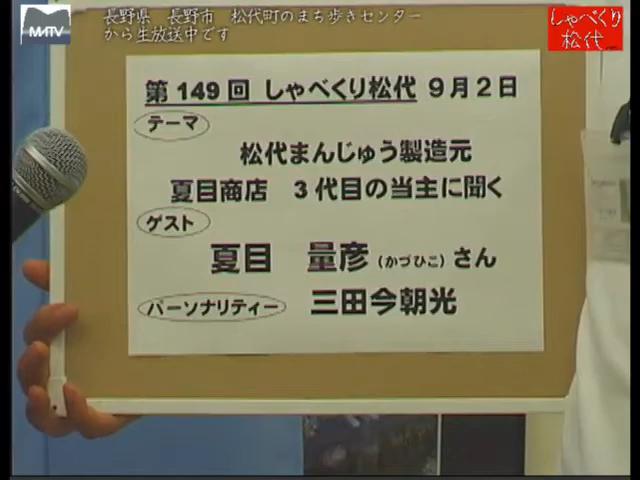 MATV
長野県 長野市 松代町のまち歩きセンター
から生放送中です
しゃべくり
松代
第149回 しゃべくり松代 9月2日
テーマ
松代まんじゅう製造元
夏目商店 3代目の当主に聞く
ゲスト
夏目 量彦(かづひこ)さん
パーソナリティー 三田今朝光